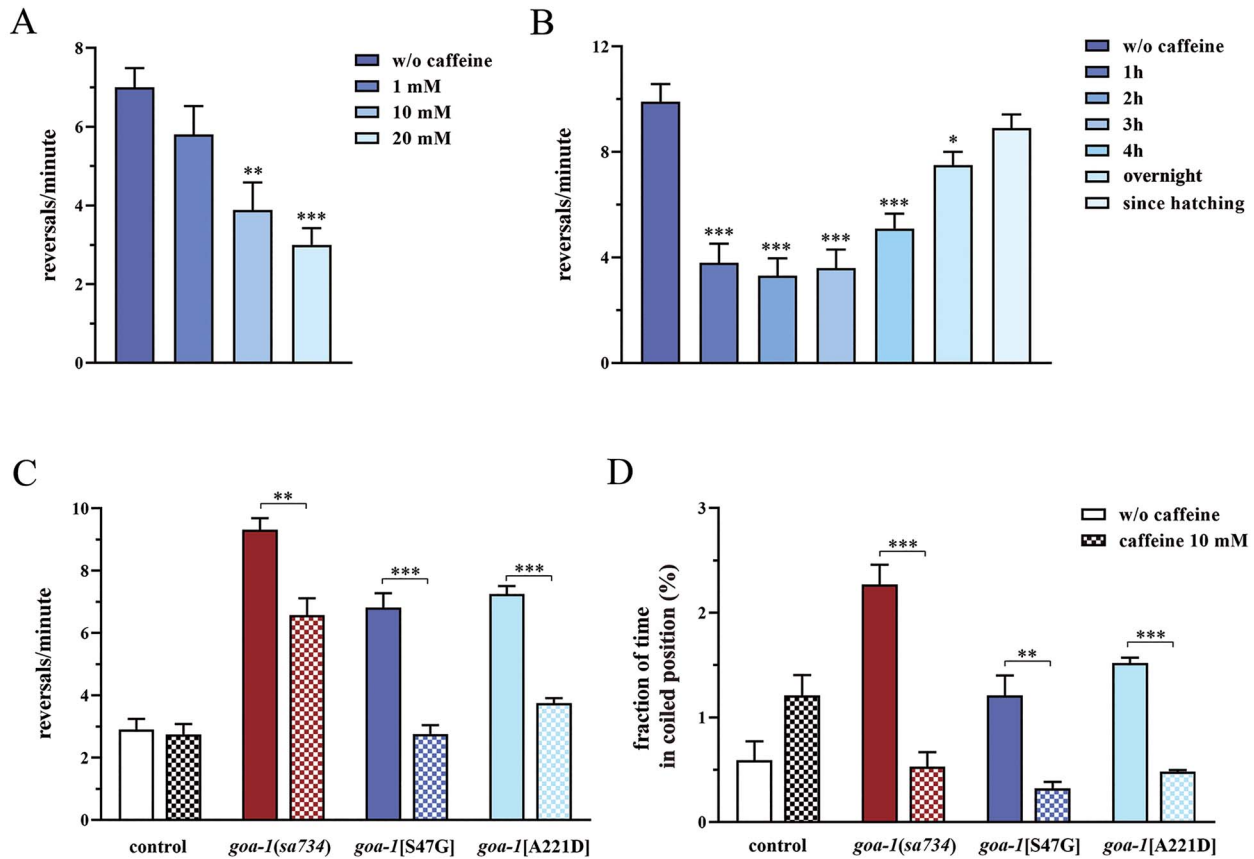 A
8
6
4
2
0
reversals/minute
**
***
w/o caffeine
1 mM
10 mM
20 mM
B
12
8
4
0
reversals/minute
***
***
***
***
*
w/o caffeine
1h
2h
3h
4h
overnight
since hatching
C
10
8
6
4
2
0
reversals/minute
**
***
***
control
goa-1(sa734)
goa-1[S47G]
goa-1[A221D]
D
3
2
1
0
fraction of time
in coiled position (%)
***
**
***
w/o caffeine
caffeine 10 mM
control
goa-1(sa734)
goa-1[S47G]
goa-1[A221D]